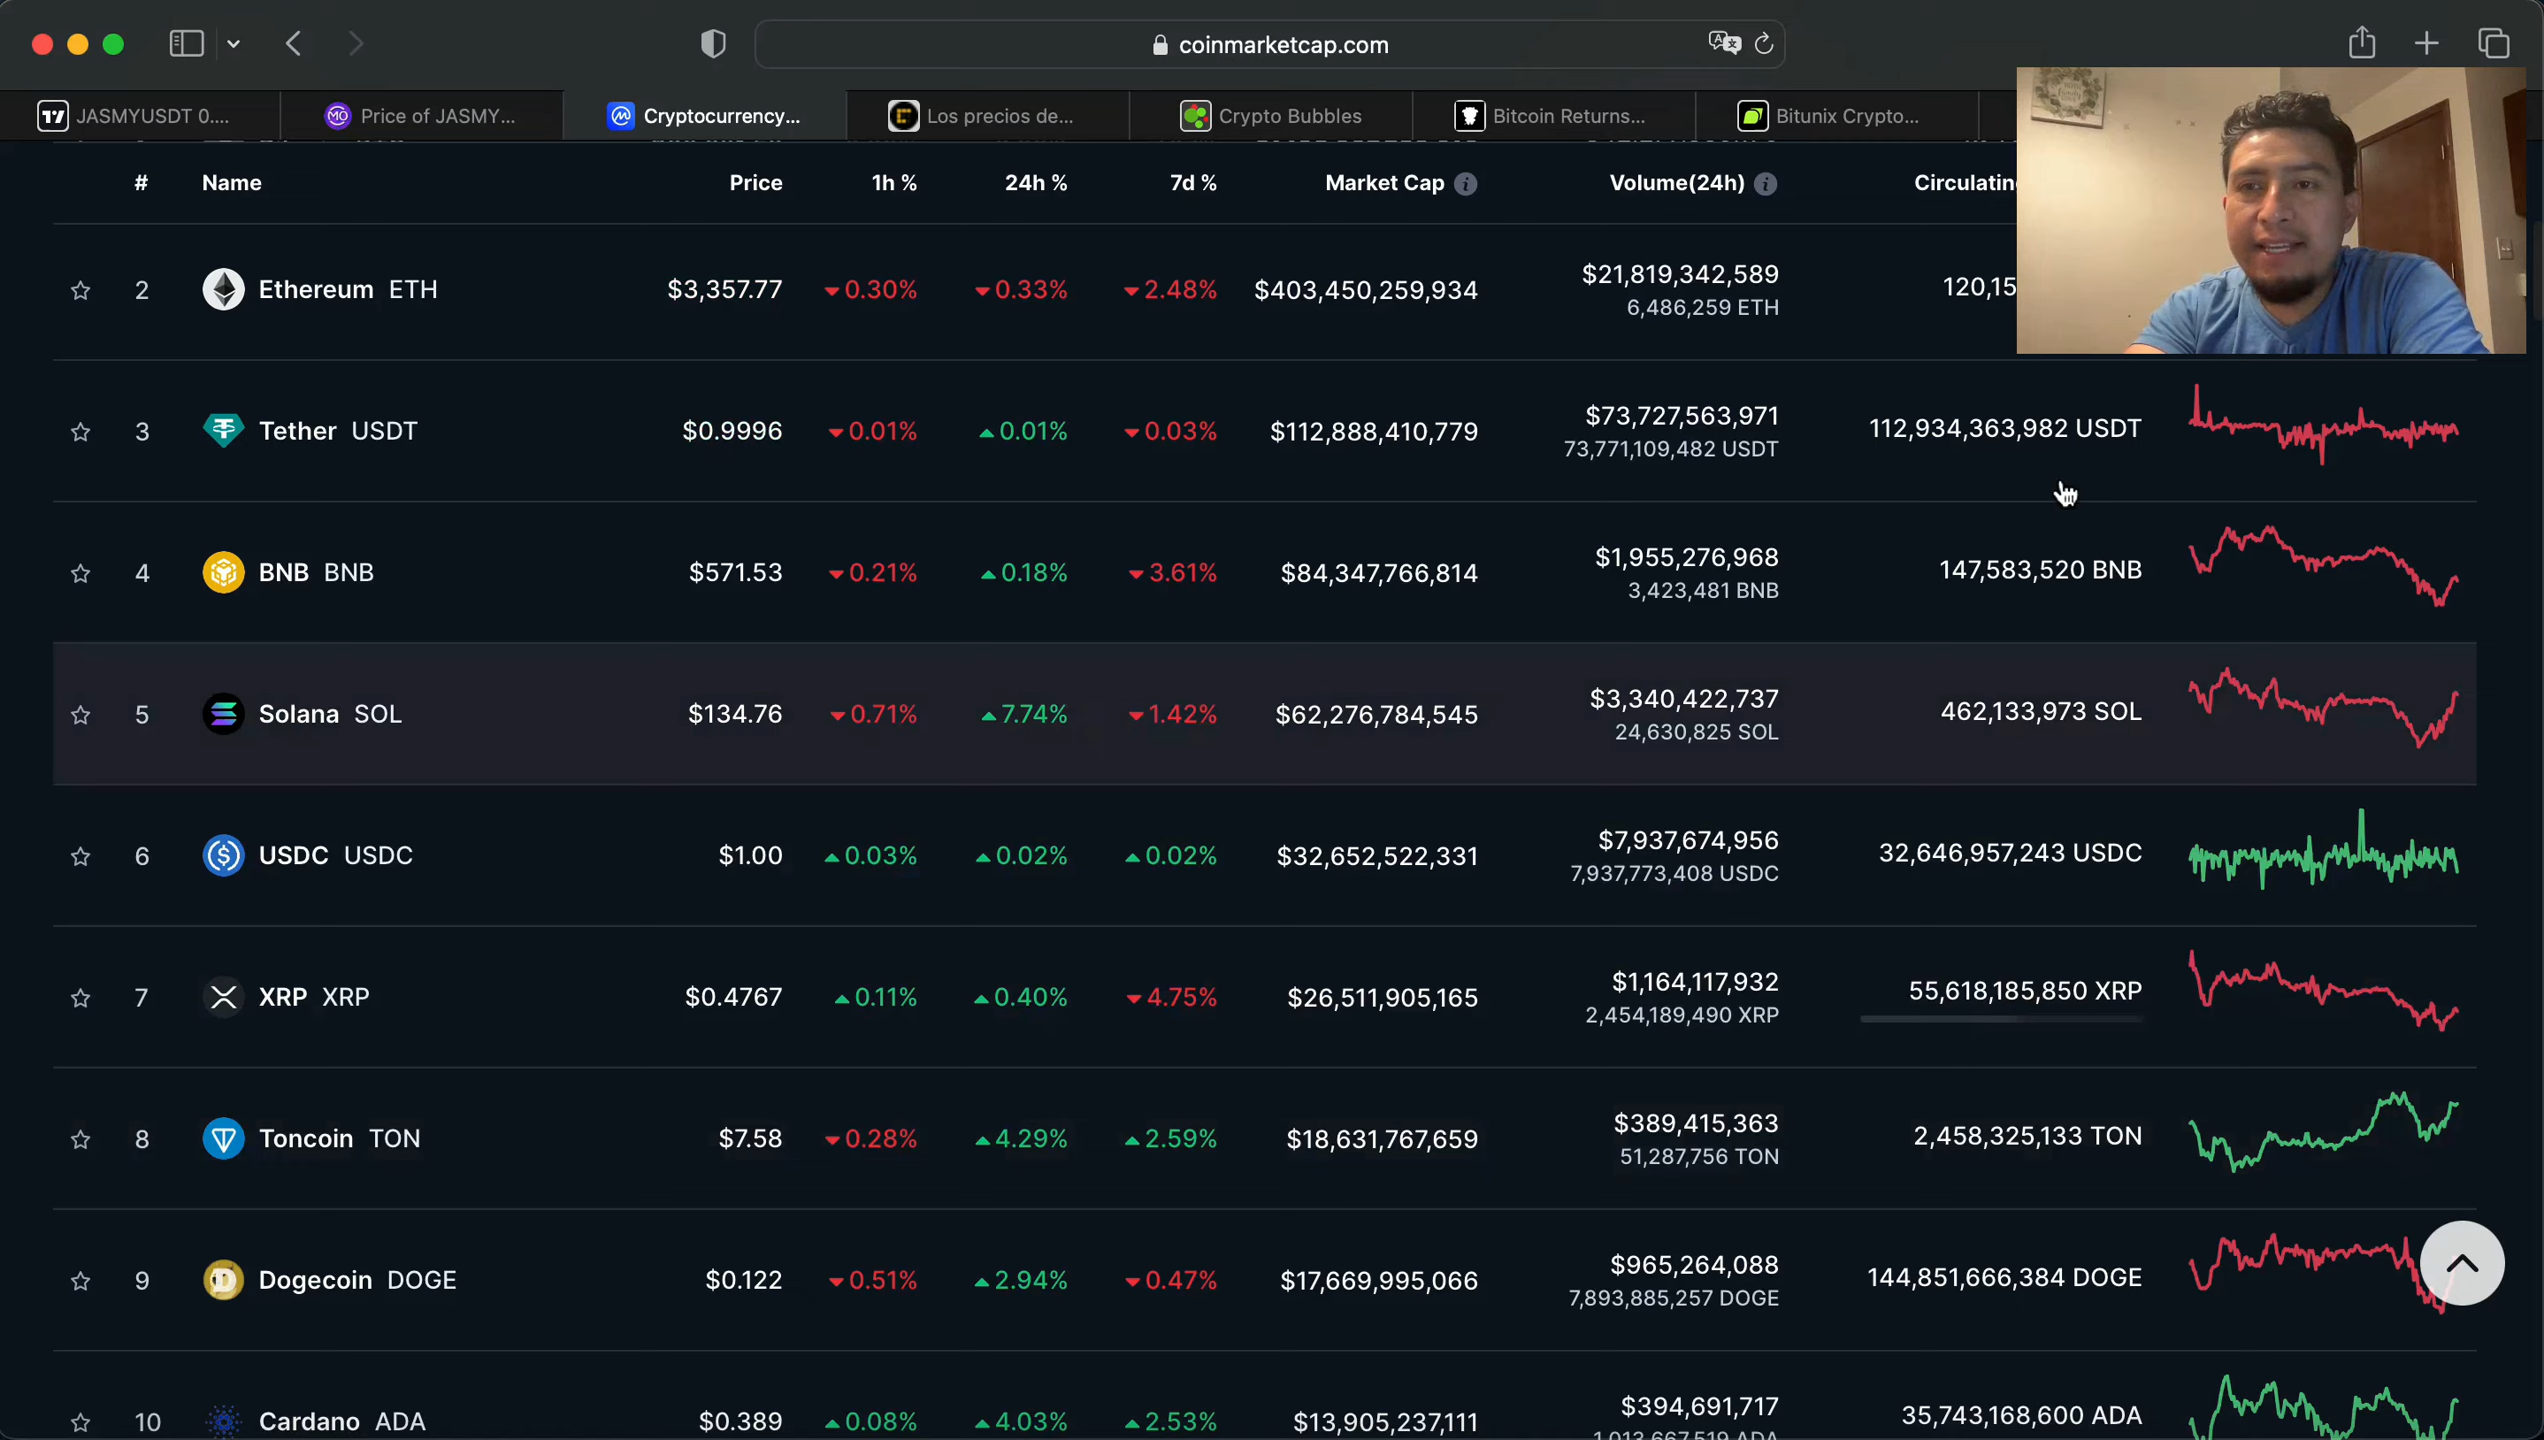 coinmarketcap.com
JASMYUSDT 0....
Price of JASMY...
Cryptocurrency...
Los precios de...
Crypto Bubbles
Bitcoin Returns...
Bitunix Crypto...
# Name Price 1h % 24h % 7d % Market Cap Volume(24h) Circulatin
2 Ethereum ETH $3,357.77 0.30% 0.33% 2.48% $403,450,259,934 $21,819,342,589 120,15
6,486,259 ETH
3 Tether USDT $0.9996 0.01% 0.01% 0.03% $112,888,410,779 $73,727,563,971 112,934,363,982 USDT
73,771,109,482 USDT
4 BNB BNB $571.53 0.21% 0.18% 3.61% $84,347,766,814 $1,955,276,968 147,583,520 BNB
3,423,481 BNB
5 Solana SOL $134.76 0.71% 7.74% 1.42% $62,276,784,545 $3,340,422,737 462,133,973 SOL
24,630,825 SOL
6 USDC USDC $1.00 0.03% 0.02% 0.02% $32,652,522,331 $7,937,674,956 32,646,957,243 USDC
7,937,773,408 USDC
7 XRP XRP $0.4767 0.11% 0.40% 4.75% $26,511,905,165 $1,164,117,932 55,618,185,850 XRP
2,454,189,490 XRP
8 Toncoin TON $7.58 0.28% 4.29% 2.59% $18,631,767,659 $389,415,363 2,458,325,133 TON
51,287,756 TON
9 Dogecoin DOGE $0.122 0.51% 2.94% 0.47% $17,669,995,066 $965,264,088 144,851,666,384 DOGE
7,893,885,257 DOGE
10 Cardano ADA $0.389 0.08% 4.03% 2.53% $13,905,237,111 $394,691,717 35,743,168,600 ADA